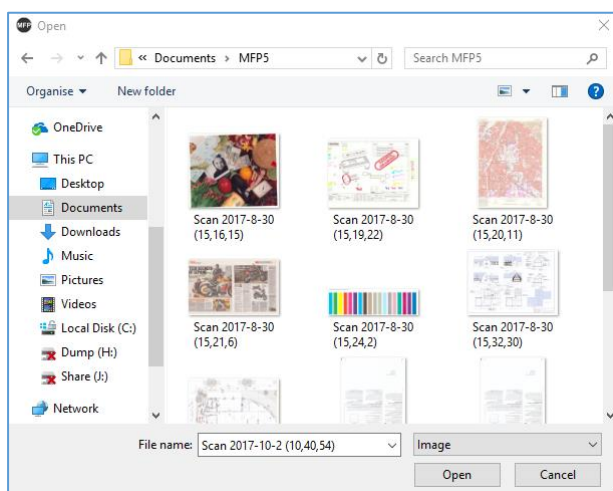 MFP Open
« Documents › MFP5
Search MFP5
Organise
New folder
OneDrive
This PC
Desktop
Documents
Downloads
Music
Pictures
Videos
Local Disk (C:)
Dump (H:)
Share (J:)
Network
Scan 2017-8-30
(15,16,15)
Scan 2017-8-30
(15,19,22)
Scan 2017-8-30
(15,20,11)
Scan 2017-8-30
(15,21,6)
Scan 2017-8-30
(15,24,2)
Scan 2017-8-30
(15,32,30)
File name: Scan 2017-10-2 (10,40,54)
Image
Open
Cancel